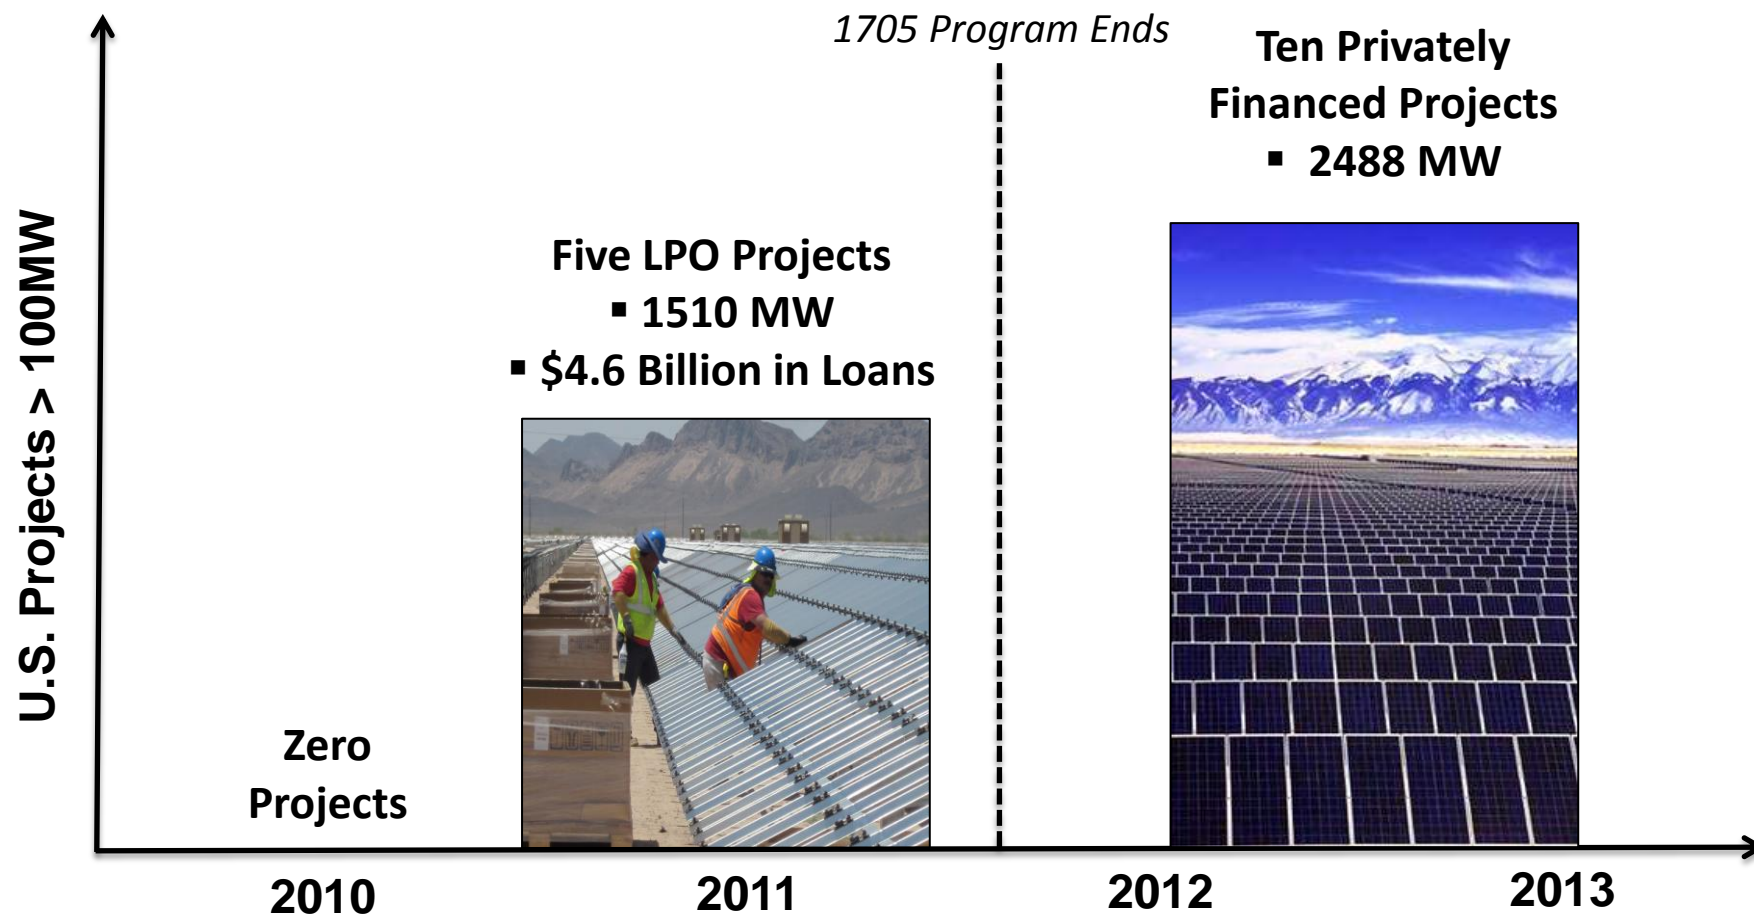 1705 Program Ends
Ten Privately
Financed Projects
▪ 2488 MW
Five LPO Projects
▪ 1510 MW
▪ $4.6 Billion in Loans
U.S. Projects > 100MW
Zero
Projects
2010
2011
2012
2013